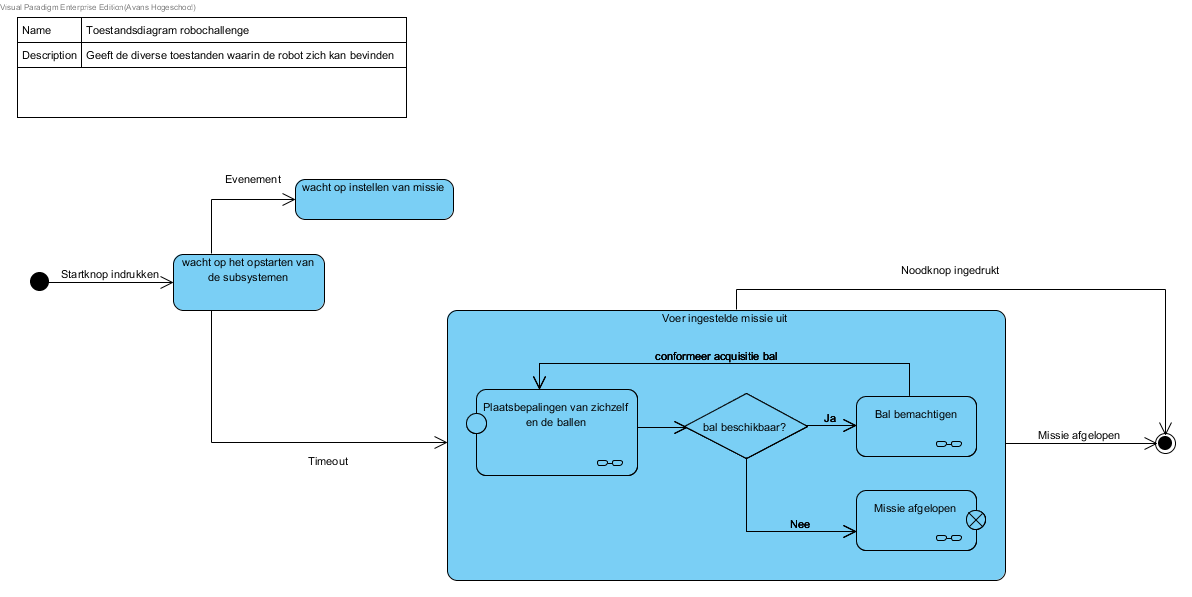 Visual Paradigm Enterprise Edition(Avans Hogeschool)
Name Toestandsdiagram robochallenge
Description Geeft de diverse toestanden waarin de robot zich kan bevinden
Evenement
wacht op instellen van missie
Startknop indrukken
wacht op het opstarten van
de subsystemen
Noodknop ingedrukt
Voer ingestelde missie uit
conformeer acquisitie bal
Plaatsbepalingen van zichzelf
en de ballen
bal beschikbaar?
Ja
Bal bemachtigen
Missie afgelopen
Timeout
Missie afgelopen
Nee